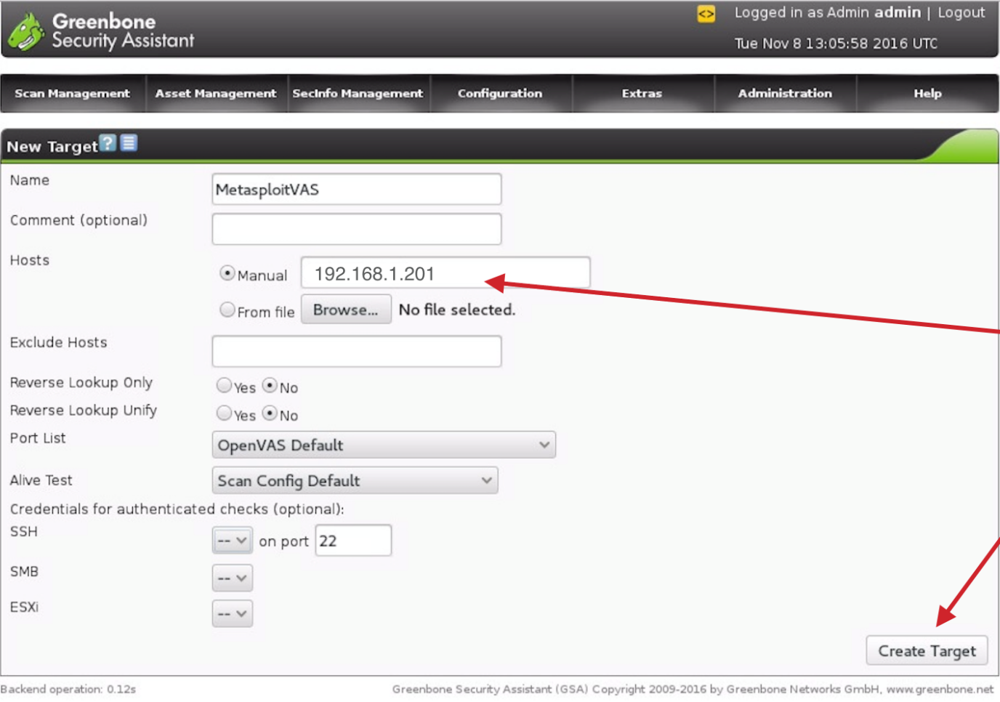 Greenbone
Security Assistant
<> Logged in as Admin admin | Logout
Tue Nov 8 13:05:58 2016 UTC
Scan Management Asset Management SecInfo Management Configuration Extras Administration Help
New Target ?
Name MetasploitVAS
Comment (optional)
Hosts
Manual 192.168.1.201
From file Browse... No file selected.
Exclude Hosts
Reverse Lookup Only Yes No
Reverse Lookup Unify Yes No
Port List OpenVAS Default
Alive Test Scan Config Default
Credentials for authenticated checks (optional):
SSH -- on port 22
SMB --
ESXi --
Create Target
Backend operation: 0.12s Greenbone Security Assistant (GSA) Copyright 2009-2016 by Greenbone Networks GmbH, www.greenbone.net